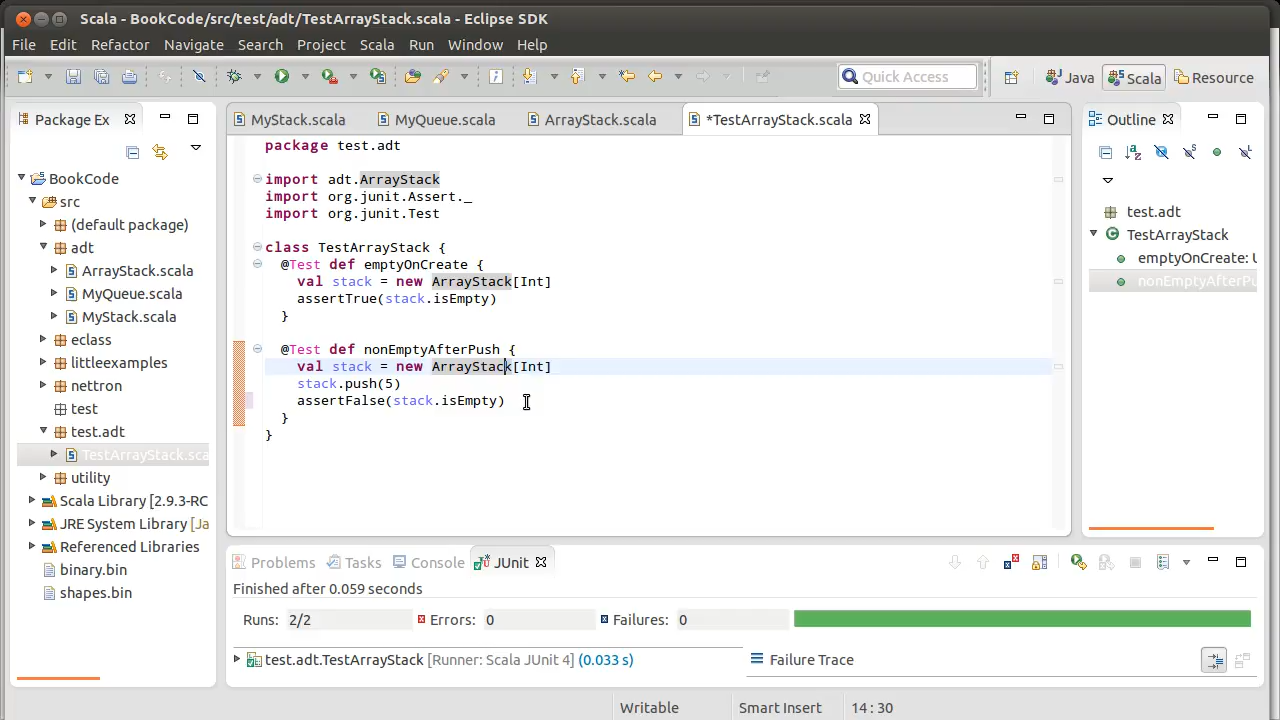 Scala - BookCode/src/test/adt/TestArrayStack.scala - Eclipse SDK
File Edit Refactor Navigate Search Project Scala Run Window Help
Quick Access
Java
Scala
Resource
Package Ex
BookCode
src
(default package)
adt
ArrayStack.scala
MyQueue.scala
MyStack.scala
eclass
littleexamples
nettron
test
test.adt
TestArrayStack.sca
utility
Scala Library [2.9.3-RC
JRE System Library [Ja
Referenced Libraries
binary.bin
shapes.bin
MyStack.scala MyQueue.scala ArrayStack.scala *TestArrayStack.scala
package test.adt
import adt.ArrayStack
import org.junit.Assert._
import org.junit.Test
class TestArrayStack {
@Test def emptyOnCreate {
val stack = new ArrayStack[Int]
assertTrue(stack.isEmpty)
}
@Test def nonEmptyAfterPush {
val stack = new ArrayStack[Int]
stack.push(5)
assertFalse(stack.isEmpty)
}
}
Outline
test.adt
TestArrayStack
emptyOnCreate: U
nonEmptyAfterPu
Problems Tasks Console JUnit
Finished after 0.059 seconds
Runs: 2/2 Errors: 0 Failures: 0
test.adt.TestArrayStack [Runner: Scala JUnit 4] (0.033 s)
Failure Trace
Writable Smart Insert 14 : 30